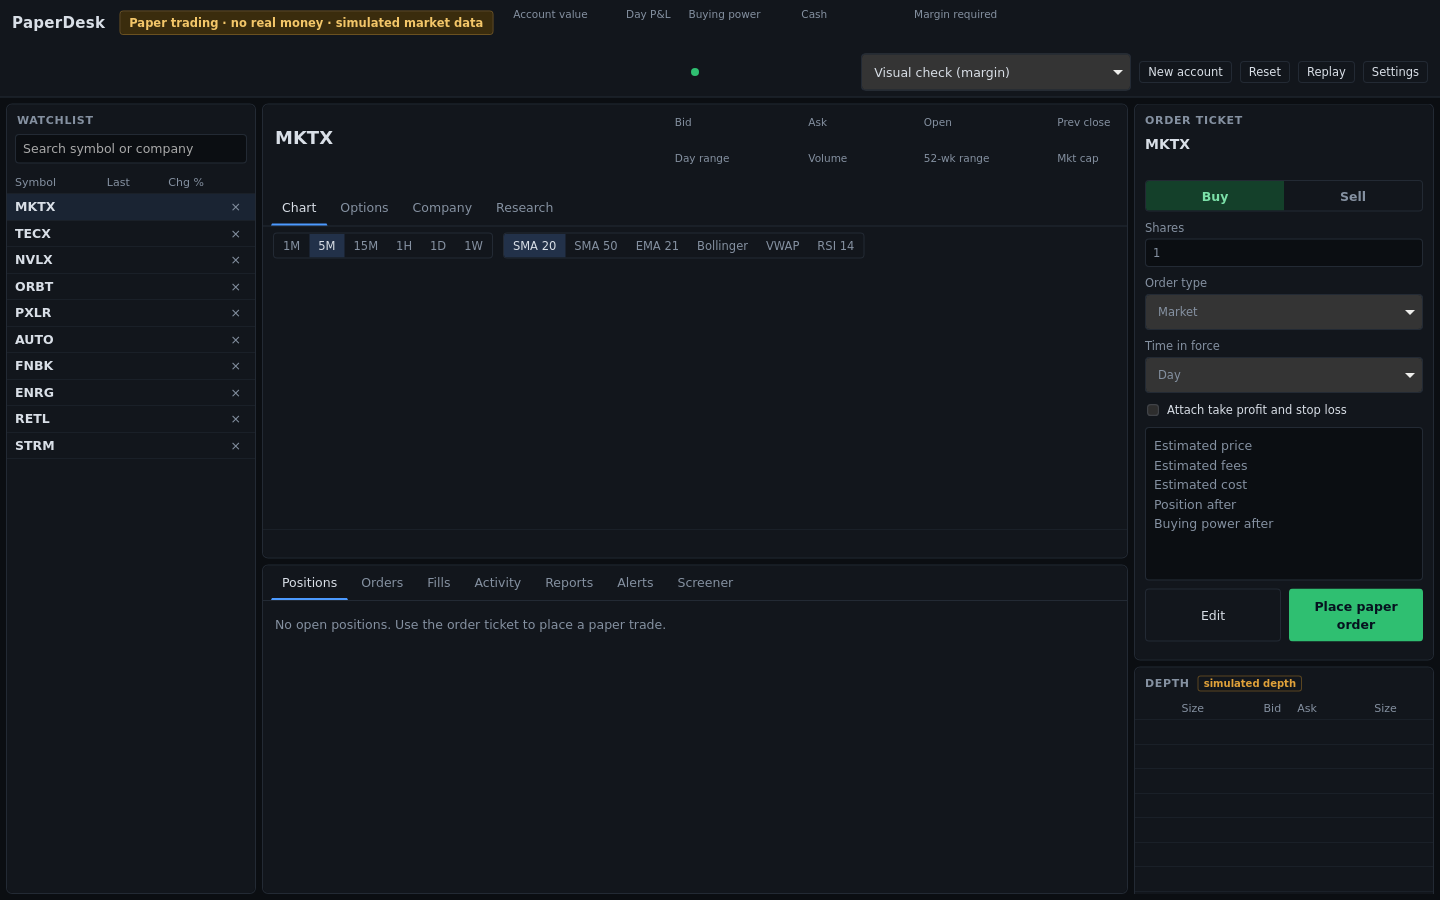 PaperDesk
Paper trading · no real money · simulated market data
Account value
Day P&L
Buying power
Cash
Margin required
Visual check (margin)
New account
Reset
Replay
Settings
WATCHLIST
Search symbol or company
Symbol Last Chg %
MKTX ×
TECX ×
NVLX ×
ORBT ×
PXLR ×
AUTO ×
FNBK ×
ENRG ×
RETL ×
STRM ×
MKTX
Bid Ask Open Prev close
Day range Volume 52-wk range Mkt cap
Chart Options Company Research
1M 5M 15M 1H 1D 1W SMA 20 SMA 50 EMA 21 Bollinger VWAP RSI 14
Positions Orders Fills Activity Reports Alerts Screener
No open positions. Use the order ticket to place a paper trade.
ORDER TICKET
MKTX
Buy Sell
Shares
1
Order type
Market
Time in force
Day
Attach take profit and stop loss
Estimated price
Estimated fees
Estimated cost
Position after
Buying power after
Edit
Place paper
order
DEPTH simulated depth
Size Bid Ask Size